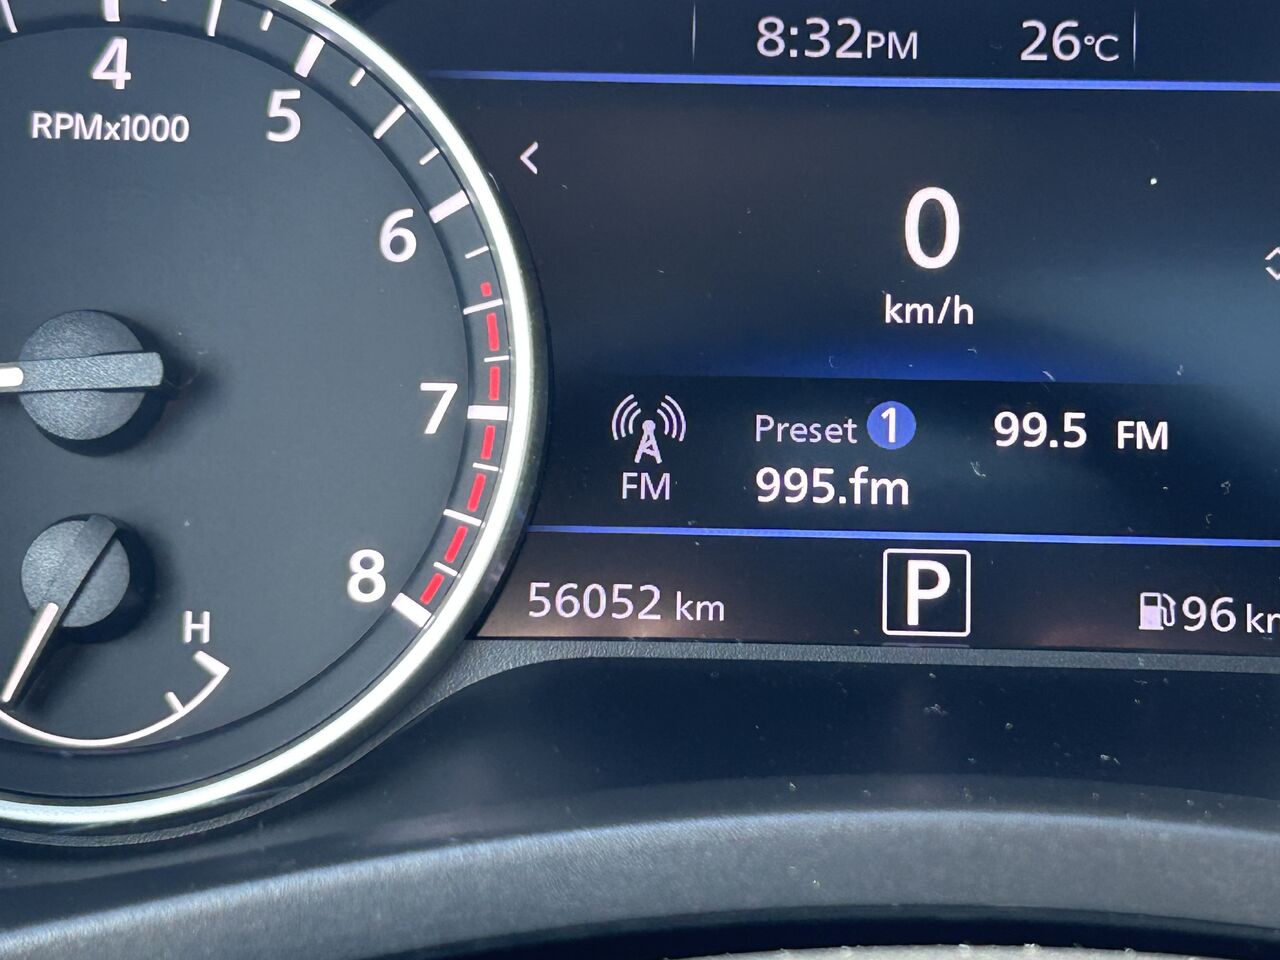 8:32PM 26°C
4
5
RPMx1000
<
0
6
km/h
7
Preset 1 99.5 FM
FM
995.fm
8
56052 km P 96 km
H